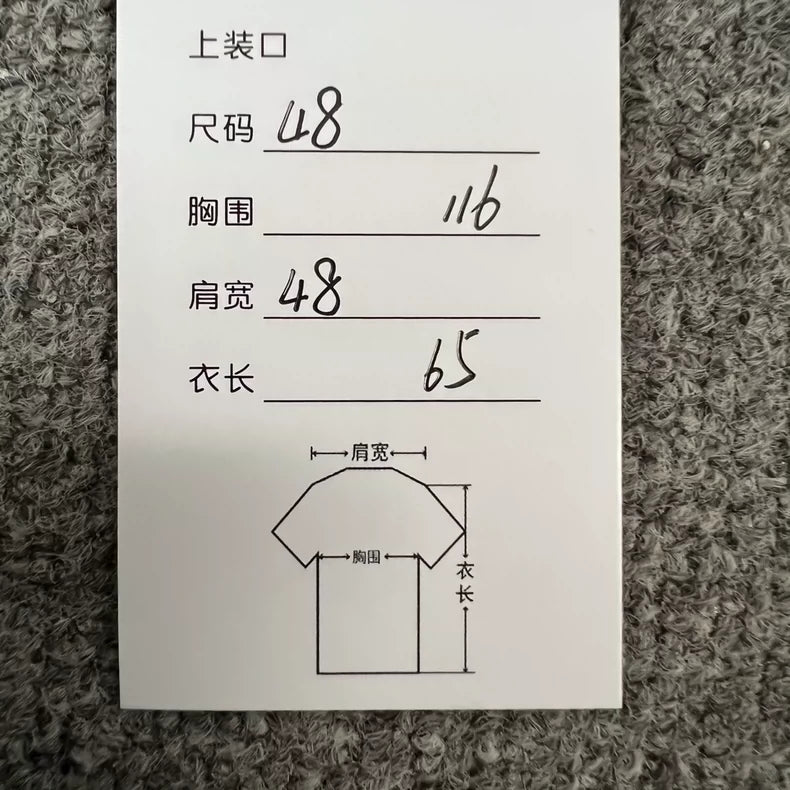 上装口
尺码 48
胸围 116
肩宽 48
衣长 65
肩宽
胸围
衣长